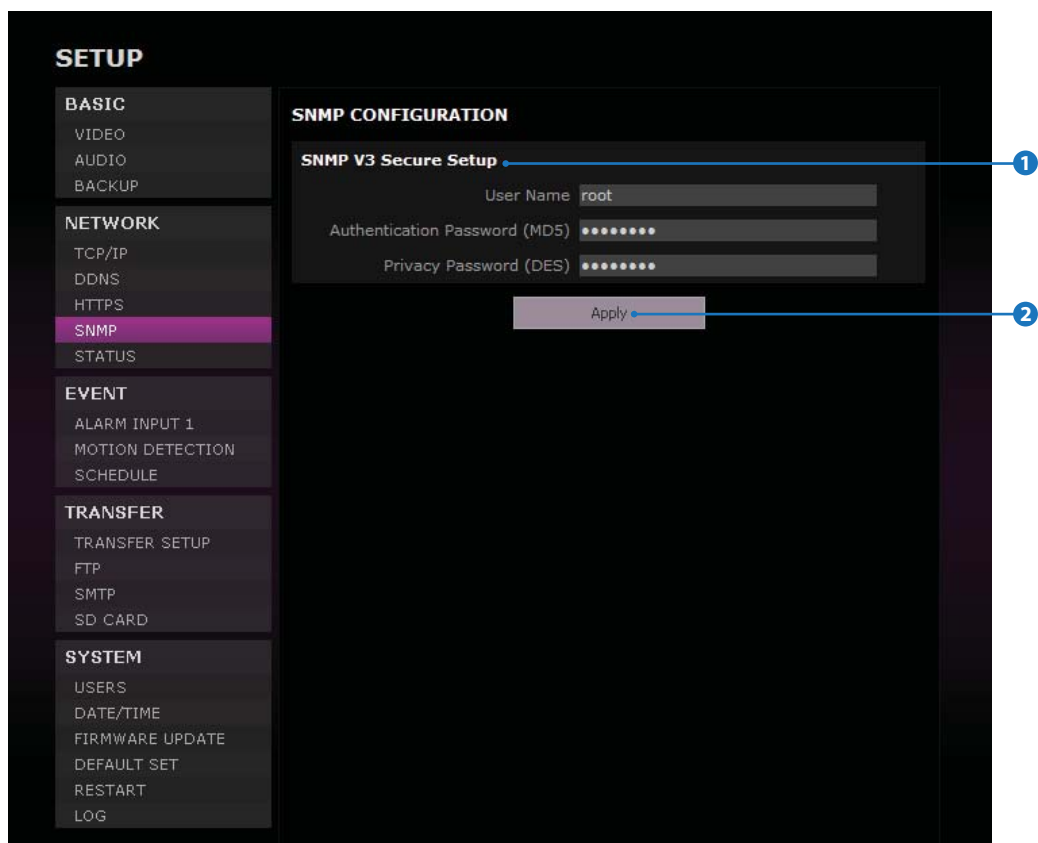 SETUP
BASIC
VIDEO
AUDIO
BACKUP
NETWORK
TCP/IP
DDNS
HTTPS
SNMP
STATUS
EVENT
ALARM INPUT 1
MOTION DETECTION
SCHEDULE
TRANSFER
TRANSFER SETUP
FTP
SMTP
SD CARD
SYSTEM
USERS
DATE/TIME
FIRMWARE UPDATE
DEFAULT SET
RESTART
LOG
SNMP CONFIGURATION
SNMP V3 Secure Setup
1
User Name root
Authentication Password (MD5) ••••••••
Privacy Password (DES) ••••••••
Apply
2